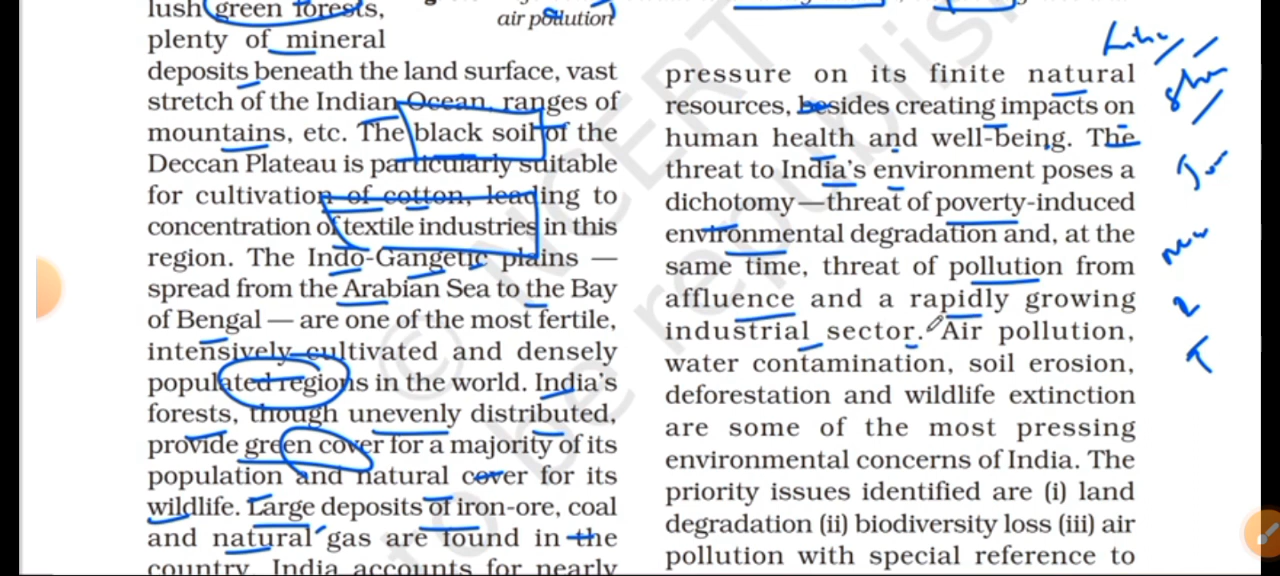 lush green forests,
plenty of mineral
deposits beneath the land surface, vast
stretch of the Indian Ocean, ranges of
mountains, etc. The black soil of the
Deccan Plateau is particularly suitable
for cultivation of cotton, leading to
concentration of textile industries in this
region. The Indo-Gangetic plains —
spread from the Arabian Sea to the Bay
of Bengal — are one of the most fertile,
intensively cultivated and densely
populated regions in the world. India's
forests, though unevenly distributed,
provide green cover for a majority of its
population and natural cover for its
wildlife. Large deposits of iron-ore, coal
and natural gas are found in the
country. India accounts for nearly
air pollution
pressure on its finite natural
resources, besides creating impacts on
human health and well-being. The
threat to India's environment poses a
dichotomy—threat of poverty-induced
environmental degradation and, at the
same time, threat of pollution from
affluence and a rapidly growing
industrial sector. Air pollution,
water contamination, soil erosion,
deforestation and wildlife extinction
are some of the most pressing
environmental concerns of India. The
priority issues identified are (i) land
degradation (ii) biodiversity loss (iii) air
pollution with special reference to
© NCERT
to be republish